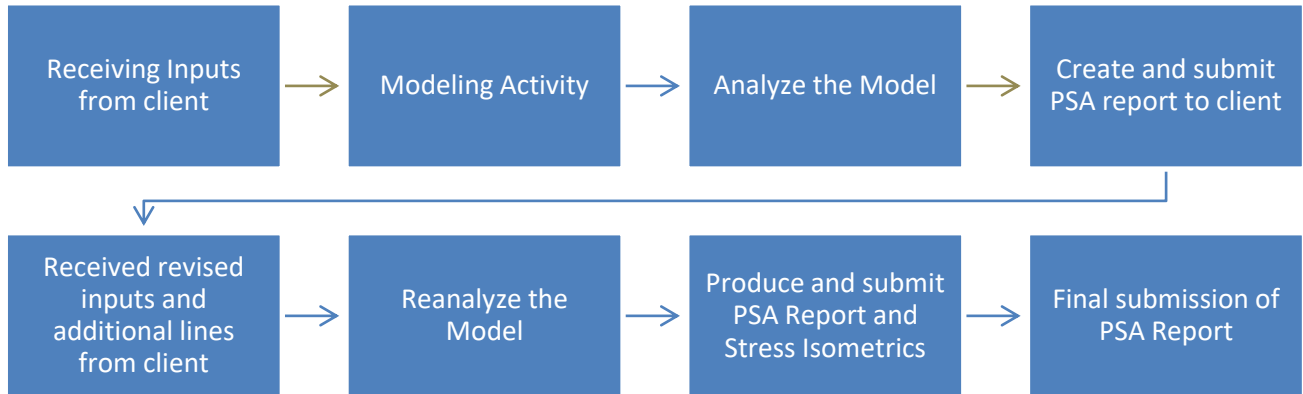 Receiving Inputs
from client
Modeling Activity
Analyze the Model
Create and submit
PSA report to client
Received revised
inputs and
additional lines
from client
Reanalyze the
Model
Produce and submit
PSA Report and
Stress Isometrics
Final submission of
PSA Report